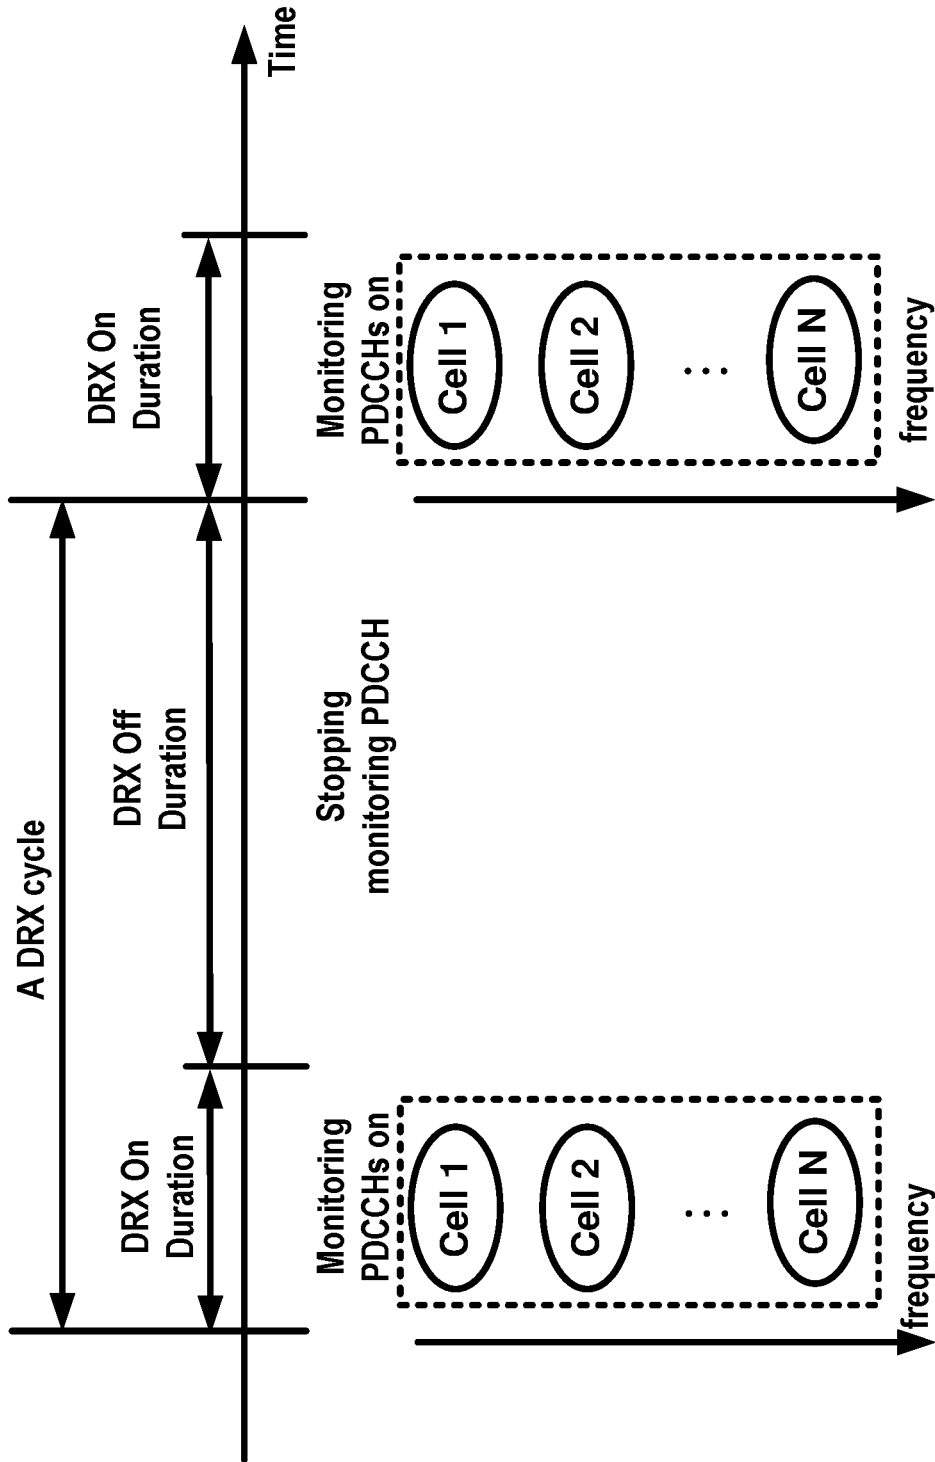 A DRX cycle
DRX On
Duration
DRX Off
Duration
DRX On
Duration
Time
Monitoring
PDCCHs on
Cell 1
Cell 2
...
Cell N
frequency
Stopping
monitoring PDCCH
Monitoring
PDCCHs on
Cell 1
Cell 2
...
Cell N
frequency